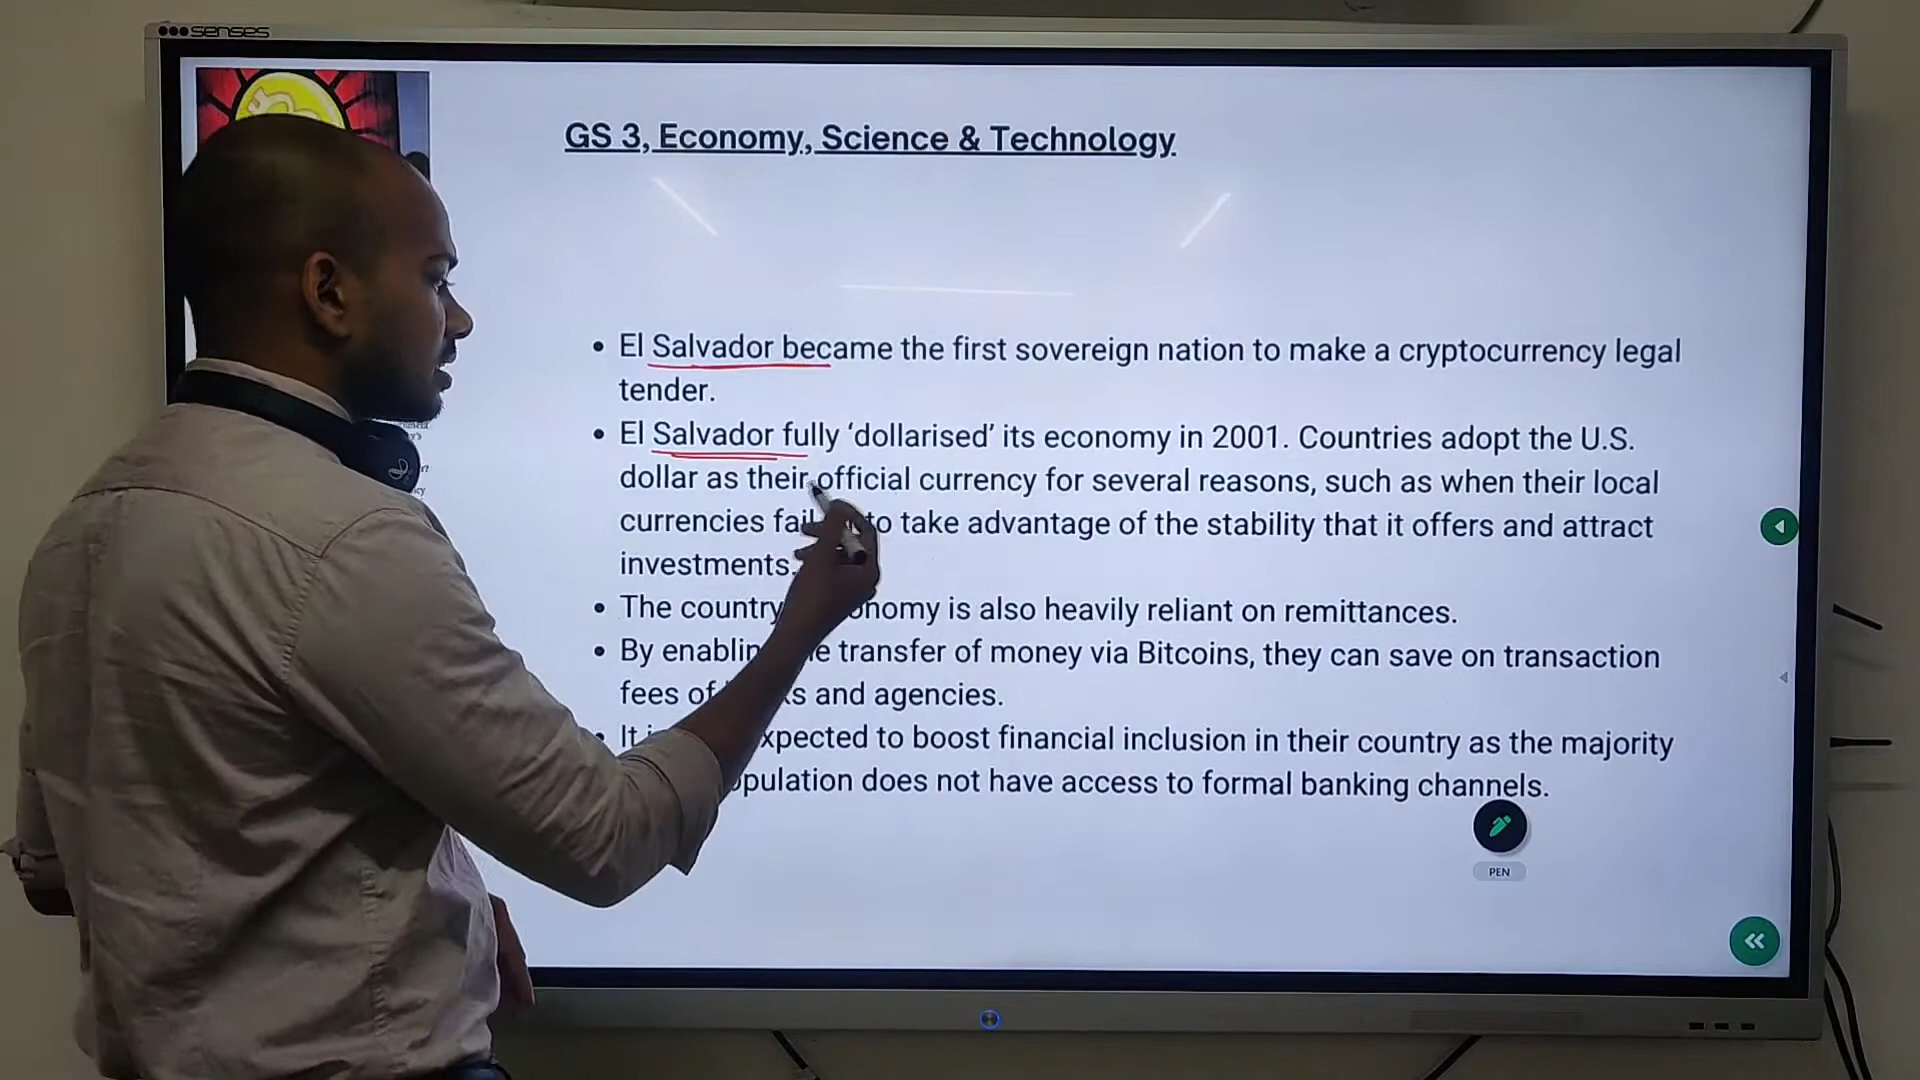 senses
GS 3, Economy, Science & Technology
• El Salvador became the first sovereign nation to make a cryptocurrency legal
tender.
• El Salvador fully ‘dollarised’ its economy in 2001. Countries adopt the U.S.
dollar as their official currency for several reasons, such as when their local
currencies fail to take advantage of the stability that it offers and attract
investments.
• The country is also heavily reliant on remittances.
• By transfer of money via Bitcoins, they can save on transaction
fees and agencies.
• to boost financial inclusion in their country as the majority
does not have access to formal banking channels.
PEN